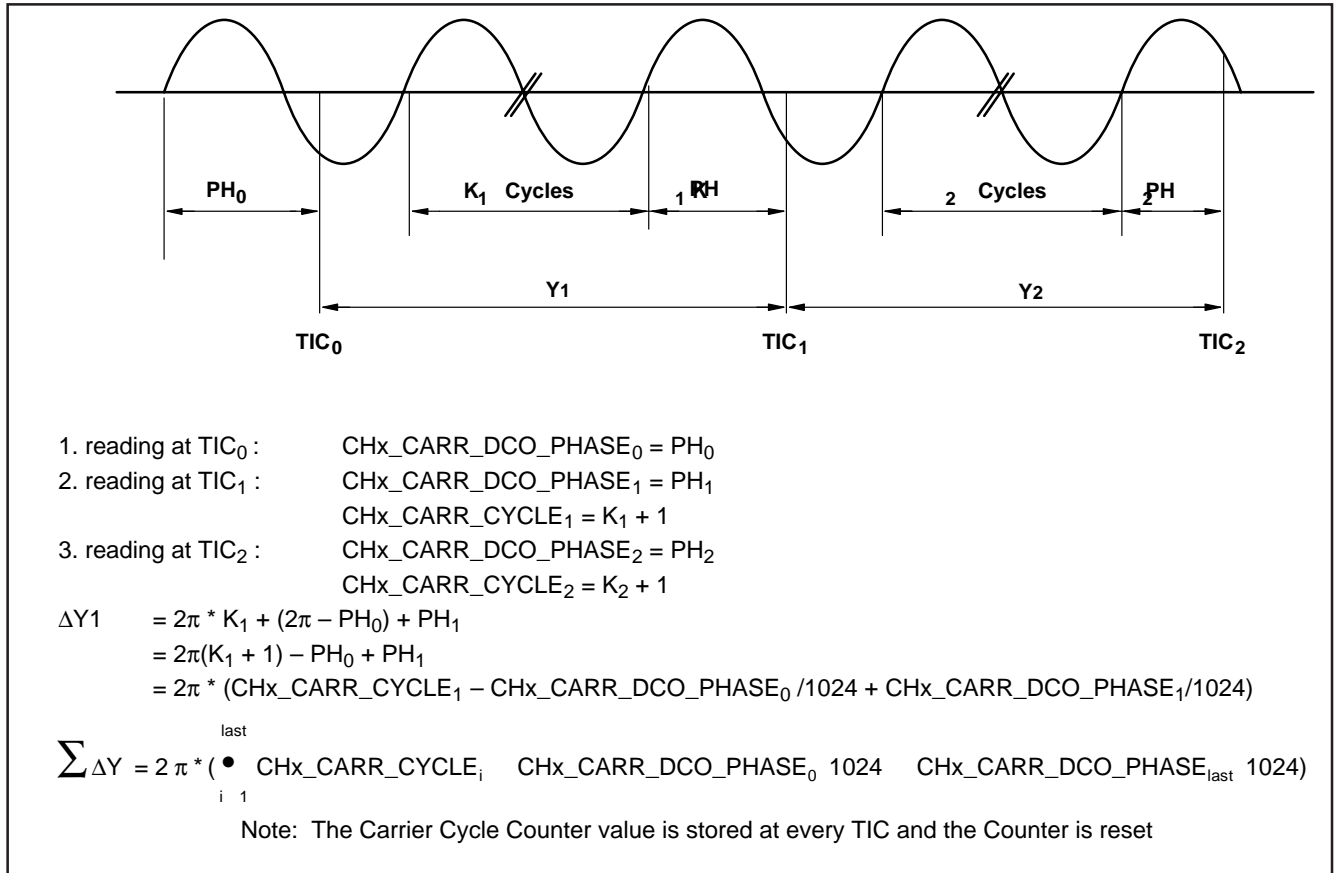 PH₀ K₁ Cycles ₁ K PH ₂ Cycles ₂ PH
Y1 Y2
TIC₀ TIC₁ TIC₂
1. reading at TIC₀ : CHx_CARR_DCO_PHASE₀ = PH₀
2. reading at TIC₁ : CHx_CARR_DCO_PHASE₁ = PH₁
CHx_CARR_CYCLE₁ = K₁ + 1
3. reading at TIC₂ : CHx_CARR_DCO_PHASE₂ = PH₂
CHx_CARR_CYCLE₂ = K₂ + 1
ΔY1 = 2π * K₁ + (2π – PH₀) + PH₁
= 2π(K₁ + 1) – PH₀ + PH₁
= 2π * (CHx_CARR_CYCLE₁ – CHx_CARR_DCO_PHASE₀ /1024 + CHx_CARR_DCO_PHASE₁/1024)
last
∑ ΔY = 2 π * ( • CHx_CARR_CYCLEᵢ CHx_CARR_DCO_PHASE₀ 1024 CHx_CARR_DCO_PHASElast 1024)
i 1
Note: The Carrier Cycle Counter value is stored at every TIC and the Counter is reset